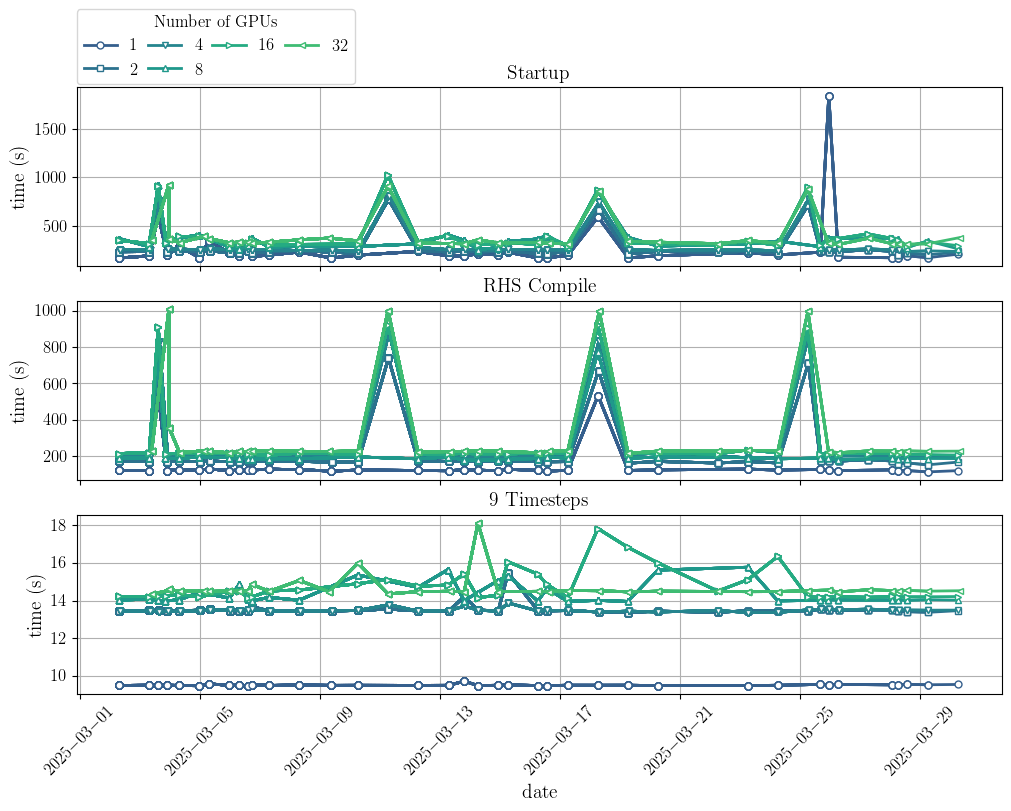 Number of GPUs
1 4 16 32
2 8
Startup
time (s)
1500
1000
500
RHS Compile
time (s)
1000
800
600
400
200
9 Timesteps
time (s)
18
16
14
12
10
2025−03−01 2025−03−05 2025−03−09 2025−03−13 2025−03−17 2025−03−21 2025−03−25 2025−03−29
date